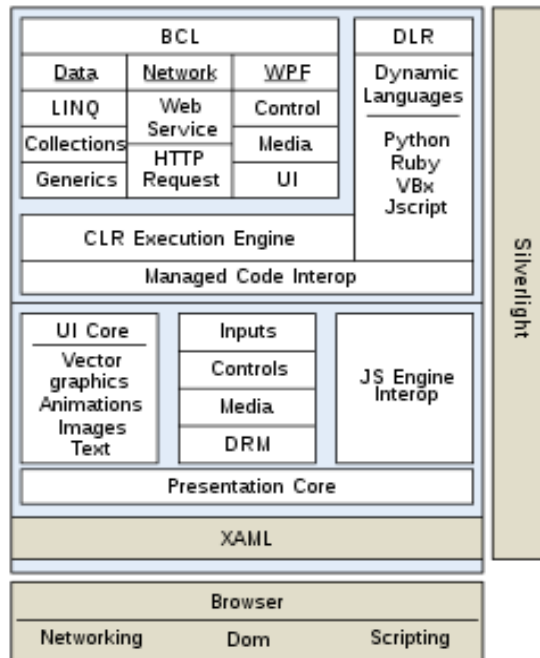 BCL
Data
LINQ
Collections
Generics
Network
Web
Service
HTTP
Request
WPF
Control
Media
UI
DLR
Dynamic
Languages
Python
Ruby
VBx
Jscript
CLR Execution Engine
Managed Code Interop
UI Core
Vector
graphics
Animations
Images
Text
Inputs
Controls
Media
DRM
JS Engine
Interop
Presentation Core
XAML
Silverlight
Browser
Networking
Dom
Scripting